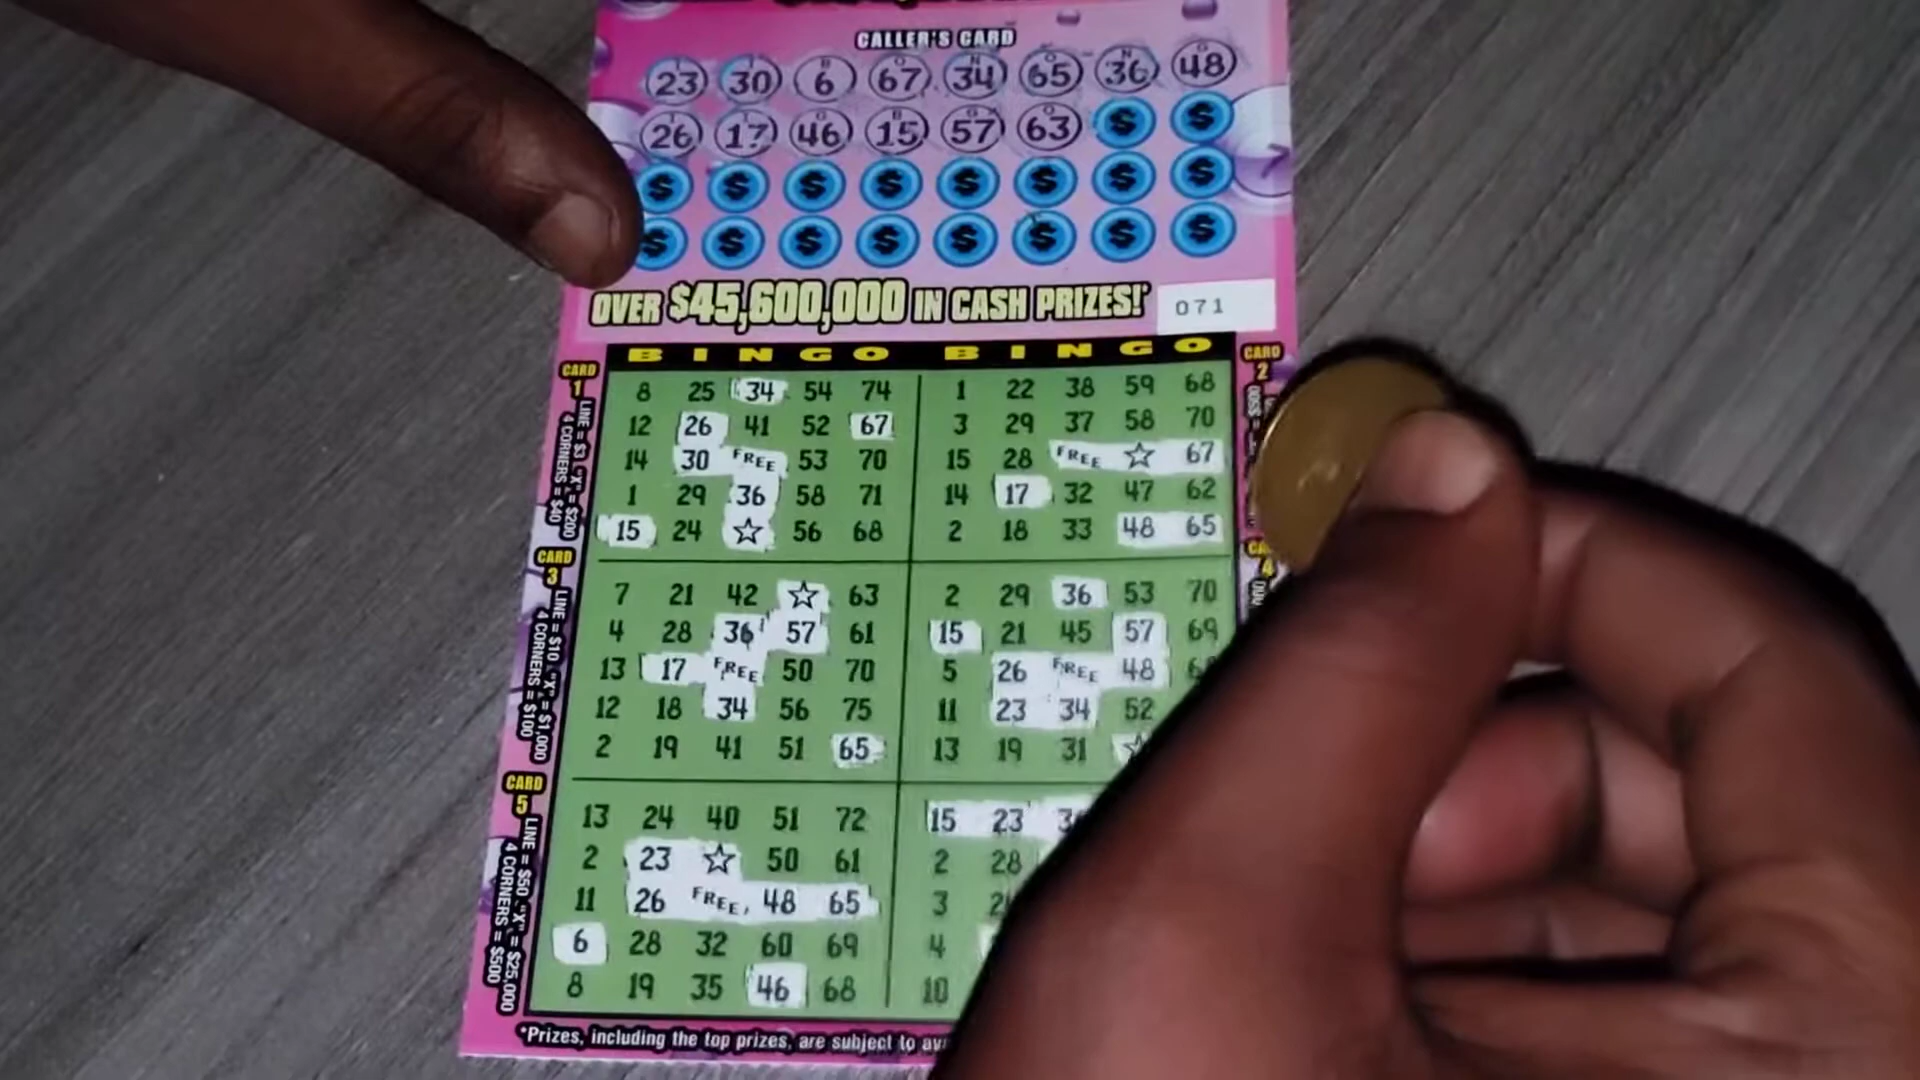 CALLER'S CARD
23 30 6 67 34 65 36 48
26 17 46 15 57 63 $ $
$ $ $ $ $ $ $ $
$ $ $ $ $ $ $ $
OVER $45,600,000 IN CASH PRIZES!*
071
B I N G O B I N G O
CARD 1
LINE = $3 "X" = $200
4 CORNERS = $40
8 25 34 54 74
12 26 41 52 67
14 30 FREE 53 70
1 29 36 58 71
15 24 ☆ 56 68
CARD 2
1 22 38 59 68
3 29 37 58 70
15 28 FREE ☆ 67
14 17 32 47 62
2 18 33 48 65
CARD 3
LINE = $10 "X" = $1,000
4 CORNERS = $100
7 21 42 ☆ 63
4 28 36 57 61
13 17 FREE 50 70
12 18 34 56 75
2 19 41 51 65
4
2 29 36 53 70
15 21 45 57 69
5 26 FREE 48
11 23 34 52
13 19 31 ☆
CARD 5
LINE = $50 "X" = $25,000
4 CORNERS = $500
13 24 40 51 72
2 23 ☆ 50 61
11 26 FREE 48 65
6 28 32 60 69
8 19 35 46 68
15 23
2 28
3
4
10
*Prizes, including the top prizes, are subject to